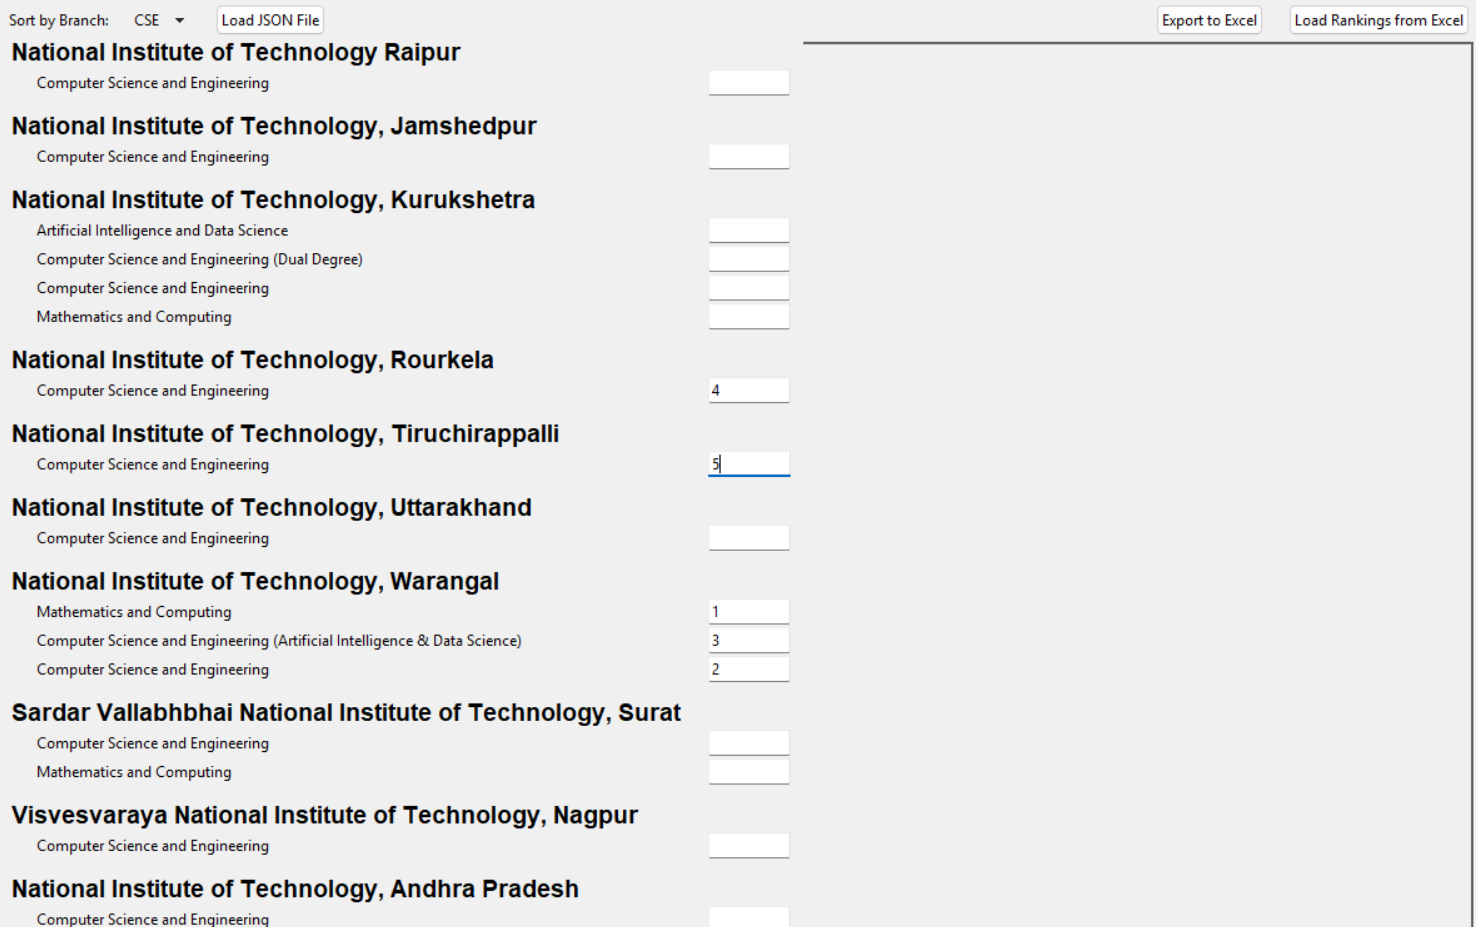 Sort by Branch: CSE Load JSON File Export to Excel Load Rankings from Excel
National Institute of Technology Raipur
Computer Science and Engineering
National Institute of Technology, Jamshedpur
Computer Science and Engineering
National Institute of Technology, Kurukshetra
Artificial Intelligence and Data Science
Computer Science and Engineering (Dual Degree)
Computer Science and Engineering
Mathematics and Computing
National Institute of Technology, Rourkela
Computer Science and Engineering 4
National Institute of Technology, Tiruchirappalli
Computer Science and Engineering 5
National Institute of Technology, Uttarakhand
Computer Science and Engineering
National Institute of Technology, Warangal
Mathematics and Computing 1
Computer Science and Engineering (Artificial Intelligence & Data Science) 3
Computer Science and Engineering 2
Sardar Vallabhbhai National Institute of Technology, Surat
Computer Science and Engineering
Mathematics and Computing
Visvesvaraya National Institute of Technology, Nagpur
Computer Science and Engineering
National Institute of Technology, Andhra Pradesh
Computer Science and Engineering